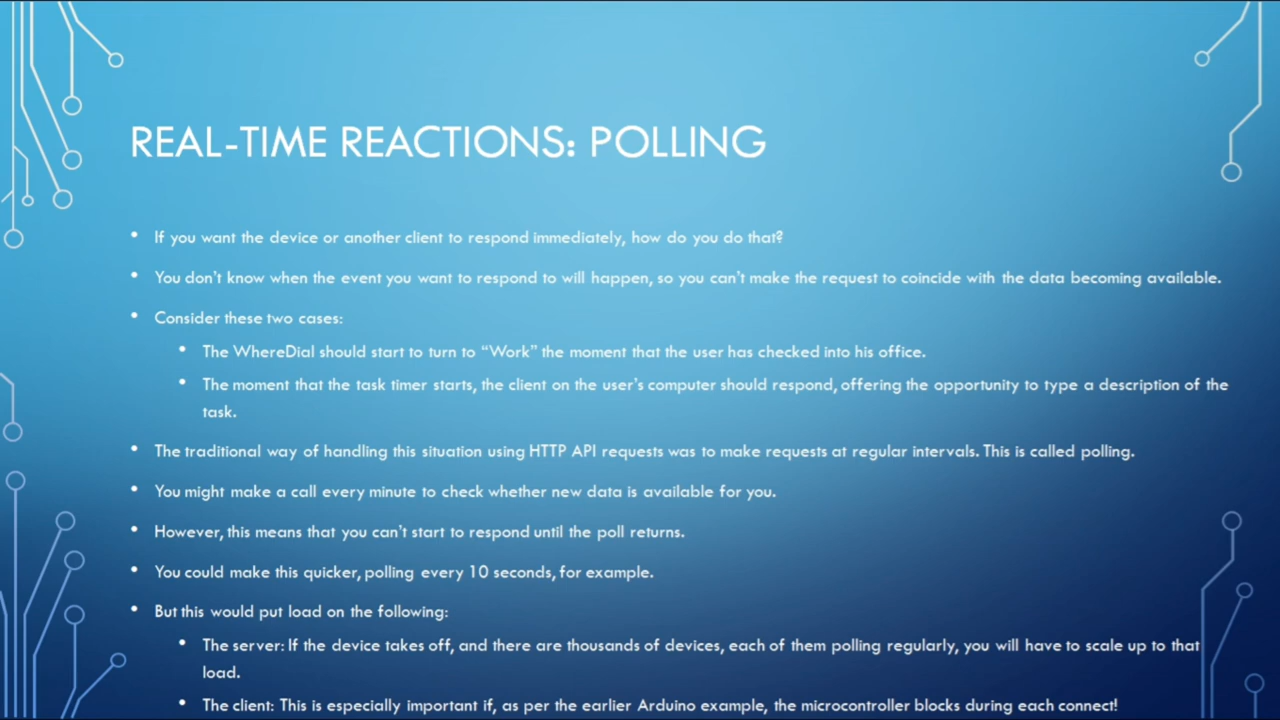 REAL-TIME REACTIONS: POLLING
• If you want the device or another client to respond immediately, how do you do that?
• You don't know when the event you want to respond to will happen, so you can't make the request to coincide with the data becoming available.
• Consider these two cases:
• The WhereDial should start to turn to “Work” the moment that the user has checked into his office.
• The moment that the task timer starts, the client on the user's computer should respond, offering the opportunity to type a description of the
task.
• The traditional way of handling this situation using HTTP API requests was to make requests at regular intervals. This is called polling.
• You might make a call every minute to check whether new data is available for you.
• However, this means that you can't start to respond until the poll returns.
• You could make this quicker, polling every 10 seconds, for example.
• But this would put load on the following:
• The server: If the device takes off, and there are thousands of devices, each of them polling regularly, you will have to scale up to that
load.
• The client: This is especially important if, as per the earlier Arduino example, the microcontroller blocks during each connect!